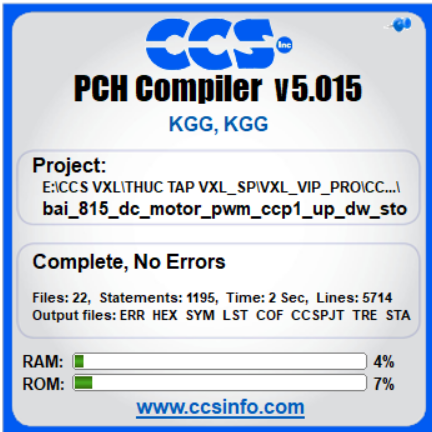 CCS Inc
PCH Compiler v5.015
KGG, KGG
Project:
E:\CCS VXL\THUC TAP VXL_SP\VXL_VIP_PRO\CC...\
bai_815_dc_motor_pwm_ccp1_up_dw_sto
Complete, No Errors
Files: 22, Statements: 1195, Time: 2 Sec, Lines: 5714
Output files: ERR HEX SYM LST COF CCSPJT TRE STA
RAM: 4%
ROM: 7%
www.ccsinfo.com